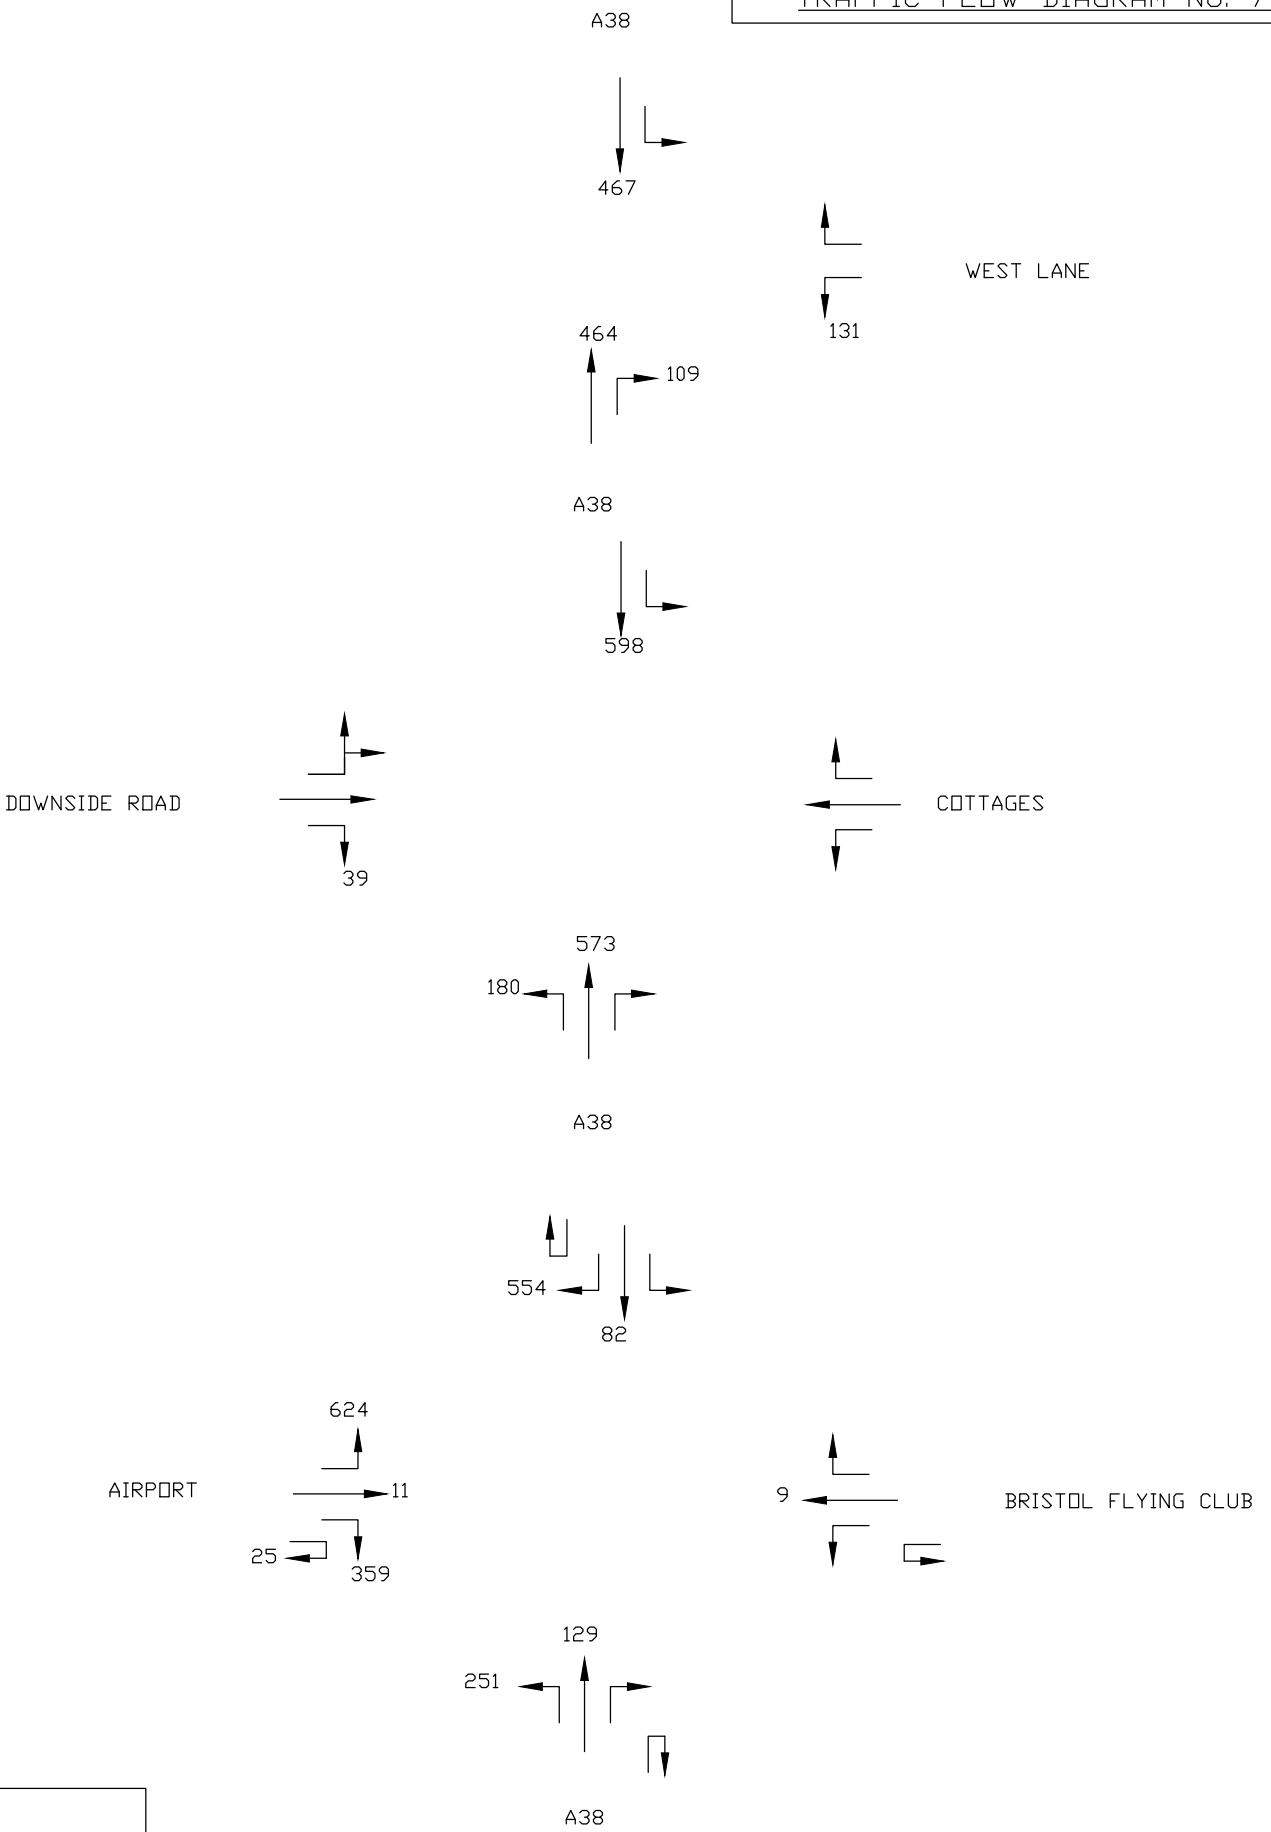 TRAFFIC FLOW DIAGRAM NO. 7
A38
467
WEST LANE
131
464
109
A38
598
DOWNSIDE ROAD
COTTAGES
39
573
180
A38
554
82
624
AIRPORT
11
9
BRISTOL FLYING CLUB
25
359
129
251
A38